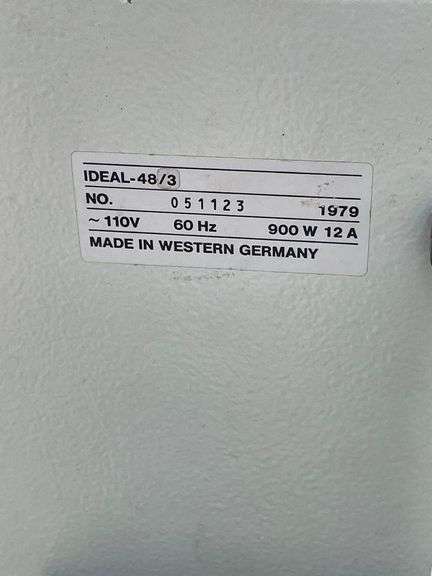 IDEAL-48/3
NO. 051123 1979
~110V 60 Hz 900 W 12 A
MADE IN WESTERN GERMANY